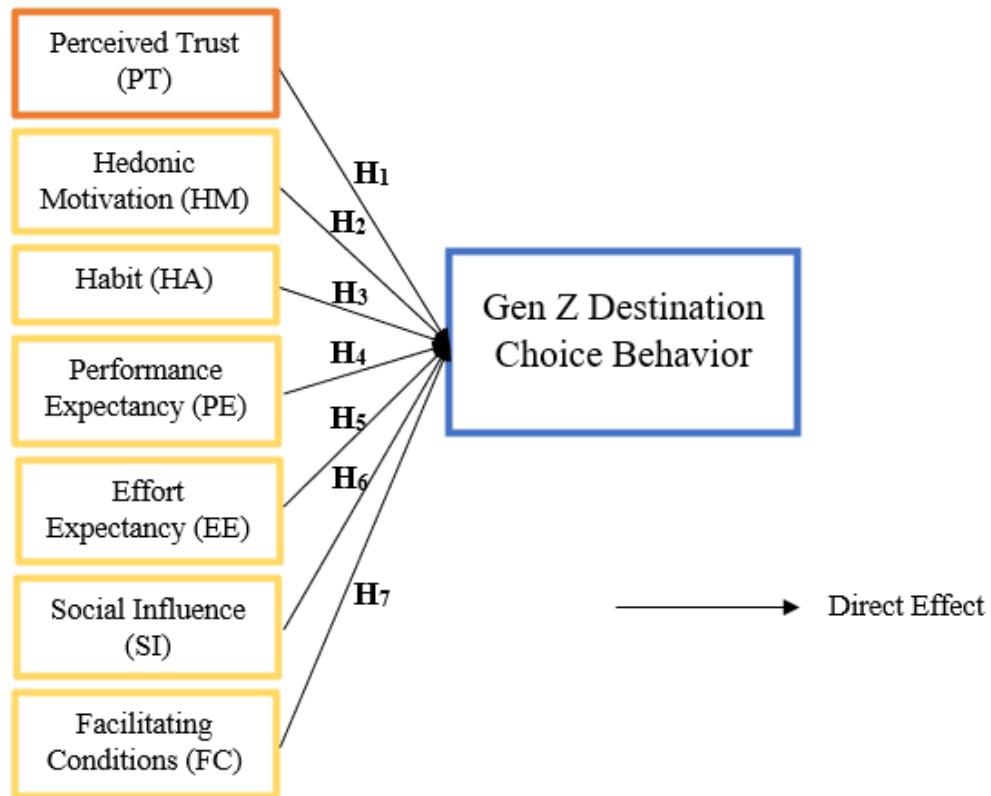 Perceived Trust
(PT)
Hedonic
Motivation (HM)
Habit (HA)
Performance
Expectancy (PE)
Effort
Expectancy (EE)
Social Influence
(SI)
Facilitating
Conditions (FC)
H1
H2
H3
H4
H5
H6
H7
Gen Z Destination
Choice Behavior
Direct Effect